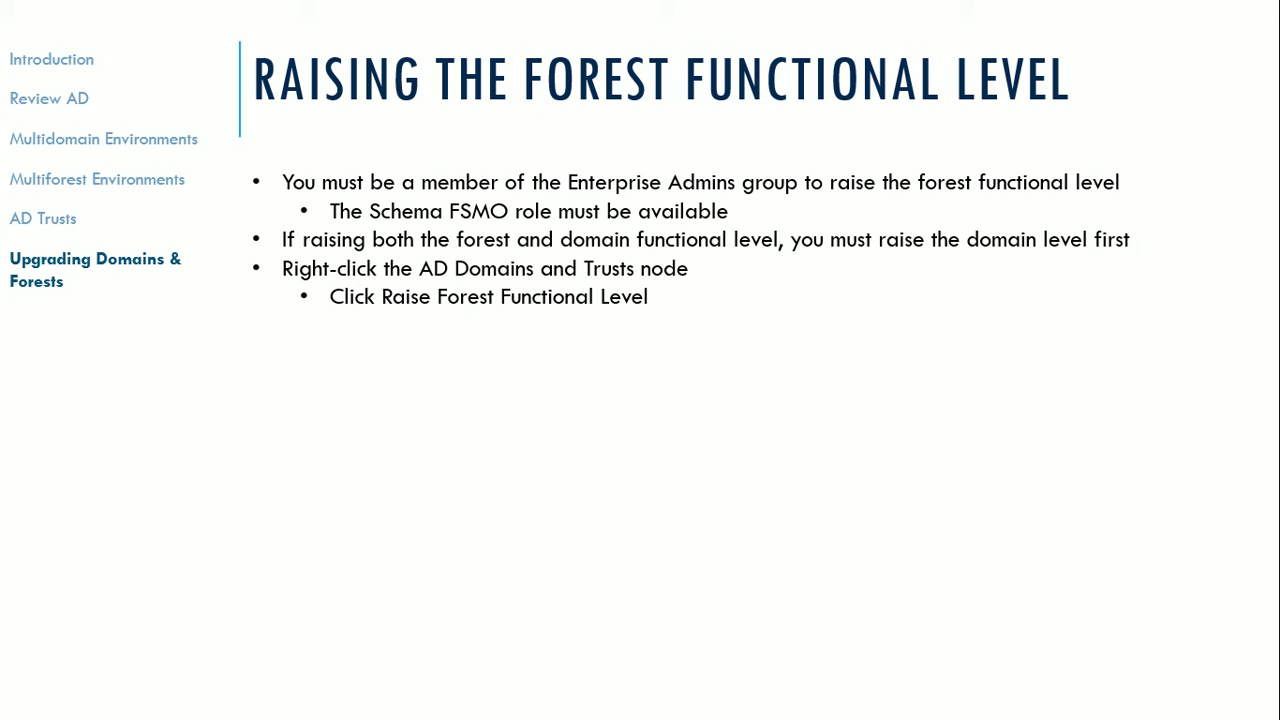 Introduction
Review AD
Multidomain Environments
Multiforest Environments
AD Trusts
Upgrading Domains &
Forests
RAISING THE FOREST FUNCTIONAL LEVEL
• You must be a member of the Enterprise Admins group to raise the forest functional level
• The Schema FSMO role must be available
• If raising both the forest and domain functional level, you must raise the domain level first
• Right-click the AD Domains and Trusts node
• Click Raise Forest Functional Level